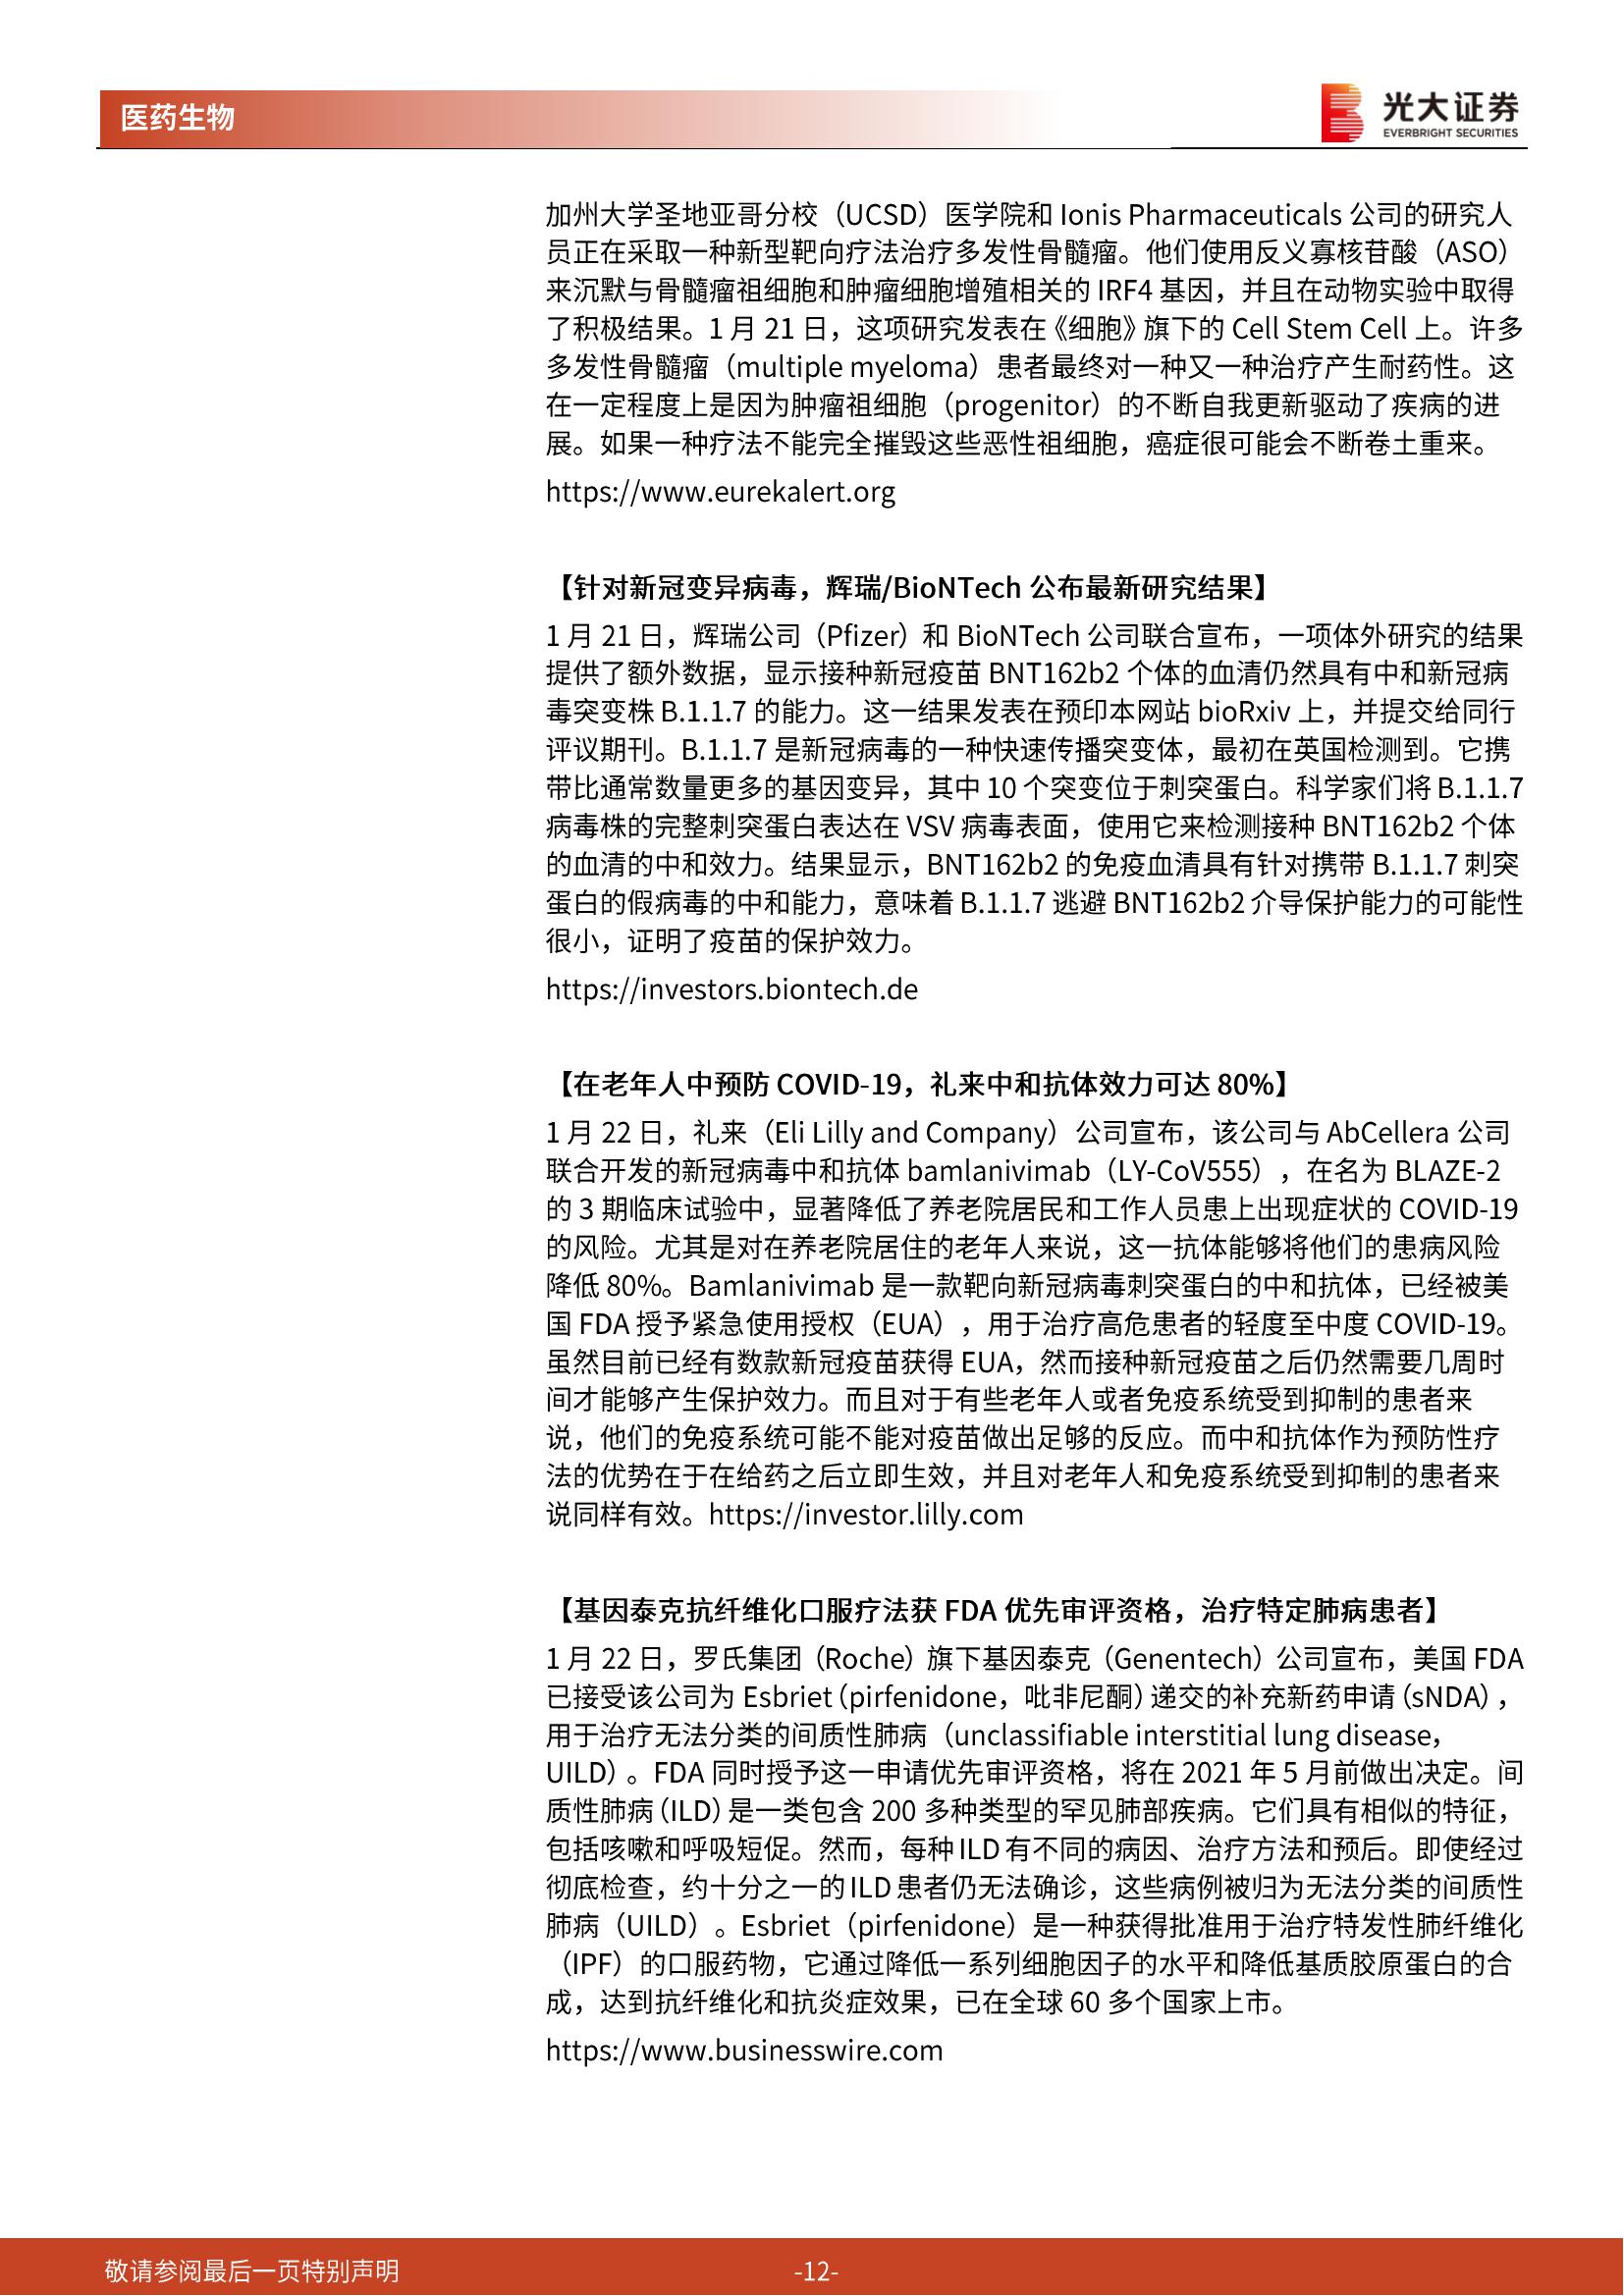 医药生物
光大证券
EVERBRIGHT SECURITIES
加州大学圣地亚哥分校（UCSD）医学院和 Ionis Pharmaceuticals 公司的研究人
员正在采取一种新型靶向疗法治疗多发性骨髓瘤。他们使用反义寡核苷酸（ASO）
来沉默与骨髓瘤祖细胞和肿瘤细胞增殖相关的 IRF4 基因，并且在动物实验中取得
了积极结果。1 月 21 日，这项研究发表在《细胞》旗下的 Cell Stem Cell 上。许多
多发性骨髓瘤（multiple myeloma）患者最终对一种又一种治疗产生耐药性。这
在一定程度上是因为肿瘤祖细胞（progenitor）的不断自我更新驱动了疾病的进
展。如果一种疗法不能完全摧毁这些恶性祖细胞，癌症很可能会不断卷土重来。
https://www.eurekalert.org
【针对新冠变异病毒，辉瑞/BioNTech 公布最新研究结果】
1 月 21 日，辉瑞公司（Pfizer）和 BioNTech 公司联合宣布，一项体外研究的结果
提供了额外数据，显示接种新冠疫苗 BNT162b2 个体的血清仍然具有中和新冠病
毒突变株 B.1.1.7 的能力。这一结果发表在预印本网站 bioRxiv 上，并提交给同行
评议期刊。B.1.1.7 是新冠病毒的一种快速传播突变体，最初在英国检测到。它携
带比通常数量更多的基因变异，其中 10 个突变位于刺突蛋白。科学家们将 B.1.1.7
病毒株的完整刺突蛋白表达在 VSV 病毒表面，使用它来检测接种 BNT162b2 个体
的血清的中和效力。结果显示，BNT162b2 的免疫血清具有针对携带 B.1.1.7 刺突
蛋白的假病毒的中和能力，意味着 B.1.1.7 逃避 BNT162b2 介导保护能力的可能性
很小，证明了疫苗的保护效力。
https://investors.biontech.de
【在老年人中预防 COVID-19，礼来中和抗体效力可达 80%】
1 月 22 日，礼来（Eli Lilly and Company）公司宣布，该公司与 AbCellera 公司
联合开发的新冠病毒中和抗体 bamlanivimab（LY-CoV555），在名为 BLAZE-2
的 3 期临床试验中，显著降低了养老院居民和工作人员患上出现症状的 COVID-19
的风险。尤其是对在养老院居住的老年人来说，这一抗体能够将他们的患病风险
降低 80%。Bamlanivimab 是一款靶向新冠病毒刺突蛋白的中和抗体，已经被美
国 FDA 授予紧急使用授权（EUA），用于治疗高危患者的轻度至中度 COVID-19。
虽然目前已经有数款新冠疫苗获得 EUA，然而接种新冠疫苗之后仍然需要几周时
间才能够产生保护效力。而且对于有些老年人或者免疫系统受到抑制的患者来
说，他们的免疫系统可能不能对疫苗做出足够的反应。而中和抗体作为预防性疗
法的优势在于在给药之后立即生效，并且对老年人和免疫系统受到抑制的患者来
说同样有效。https://investor.lilly.com
【基因泰克抗纤维化口服疗法获 FDA 优先审评资格，治疗特定肺病患者】
1 月 22 日，罗氏集团（Roche）旗下基因泰克（Genentech）公司宣布，美国 FDA
已接受该公司为 Esbriet（pirfenidone，吡非尼酮）递交的补充新药申请（sNDA），
用于治疗无法分类的间质性肺病（unclassifiable interstitial lung disease，
UILD）。FDA 同时授予这一申请优先审评资格，将在 2021 年 5 月前做出决定。间
质性肺病（ILD）是一类包含 200 多种类型的罕见肺部疾病。它们具有相似的特征，
包括咳嗽和呼吸短促。然而，每种 ILD 有不同的病因、治疗方法和预后。即使经过
彻底检查，约十分之一的 ILD 患者仍无法确诊，这些病例被归为无法分类的间质性
肺病（UILD）。Esbriet（pirfenidone）是一种获得批准用于治疗特发性肺纤维化
（IPF）的口服药物，它通过降低一系列细胞因子的水平和降低基质胶原蛋白的合
成，达到抗纤维化和抗炎症效果，已在全球 60 多个国家上市。
https://www.businesswire.com
敬请参阅最后一页特别声明
-12-